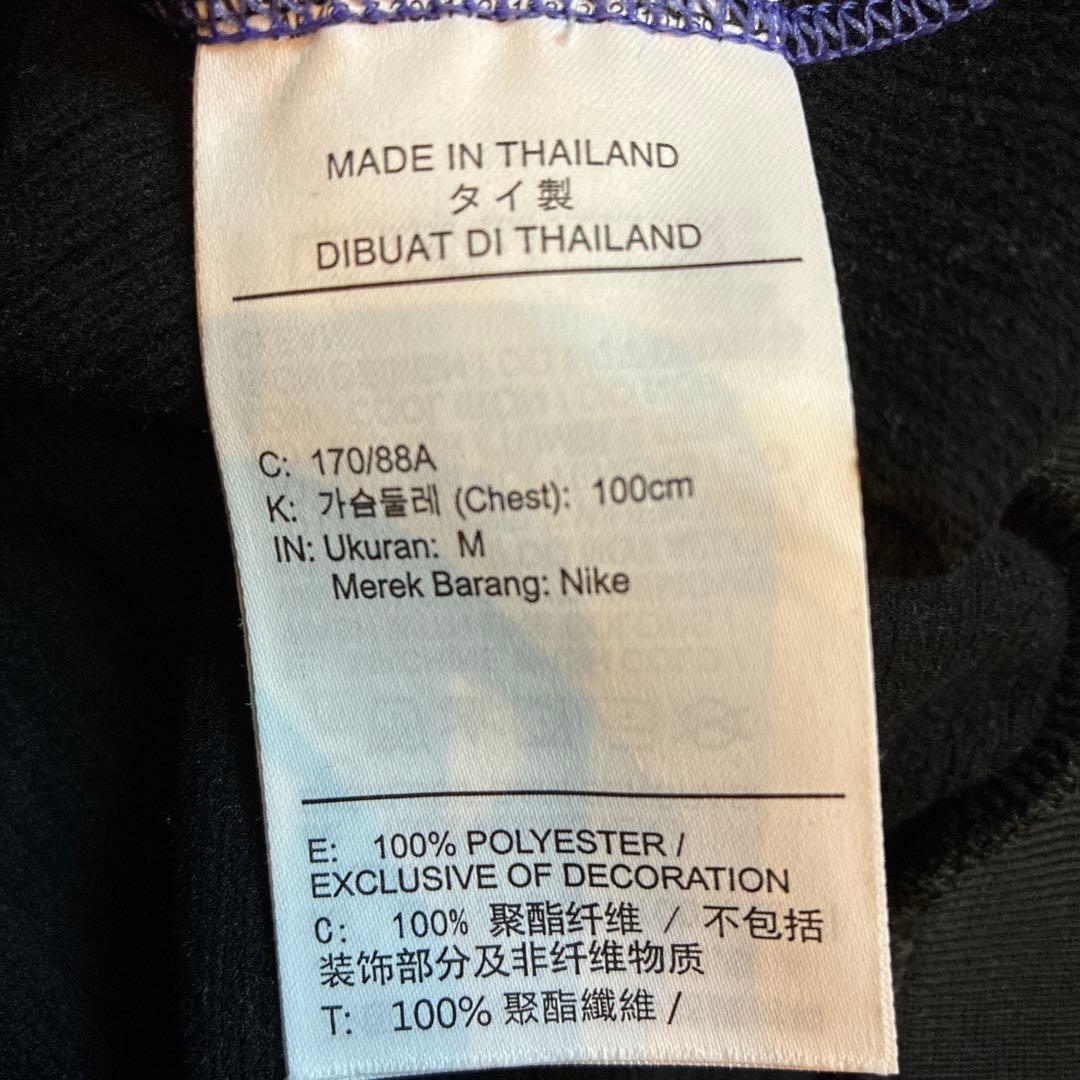 MADE IN THAILAND
タイ製
DIBUAT DI THAILAND
C: 170/88A
K: 가슴둘레 (Chest): 100cm
IN: Ukuran: M
Merek Barang: Nike
E: 100% POLYESTER /
EXCLUSIVE OF DECORATION
C: 100% 聚酯纤维 / 不包括
装饰部分及非纤维物质
T: 100% 聚酯纖維 /